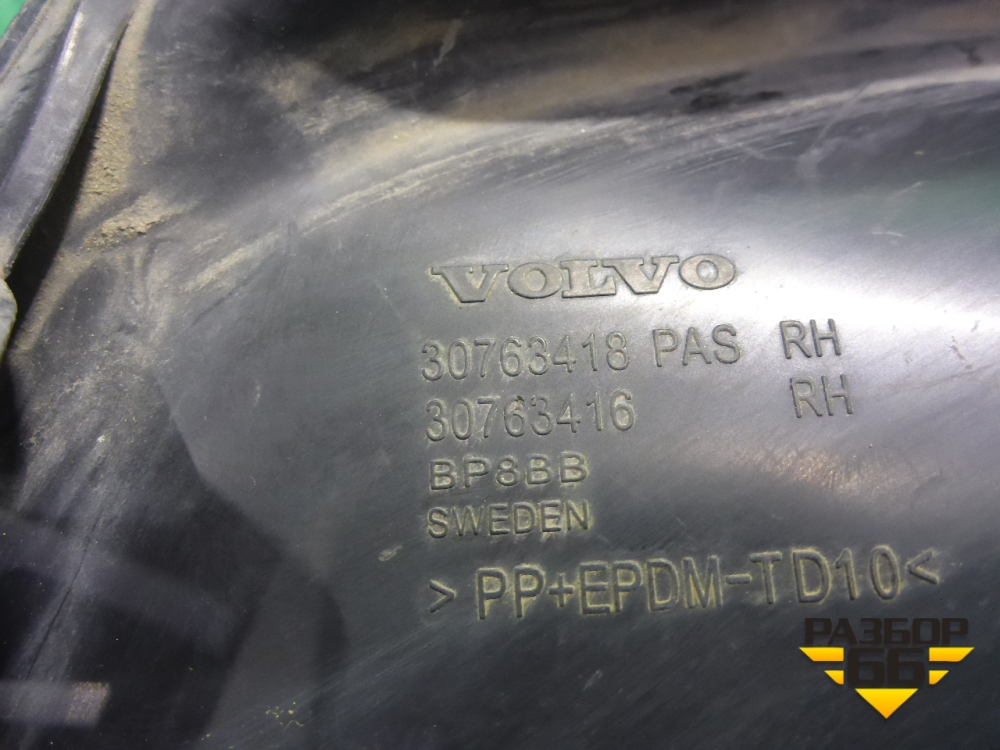 VOLVO
30763418 PAS RH
30763416 RH
BP8BB
SWEDEN
>PP+EPDM-TD10<
РАЗБОР
66